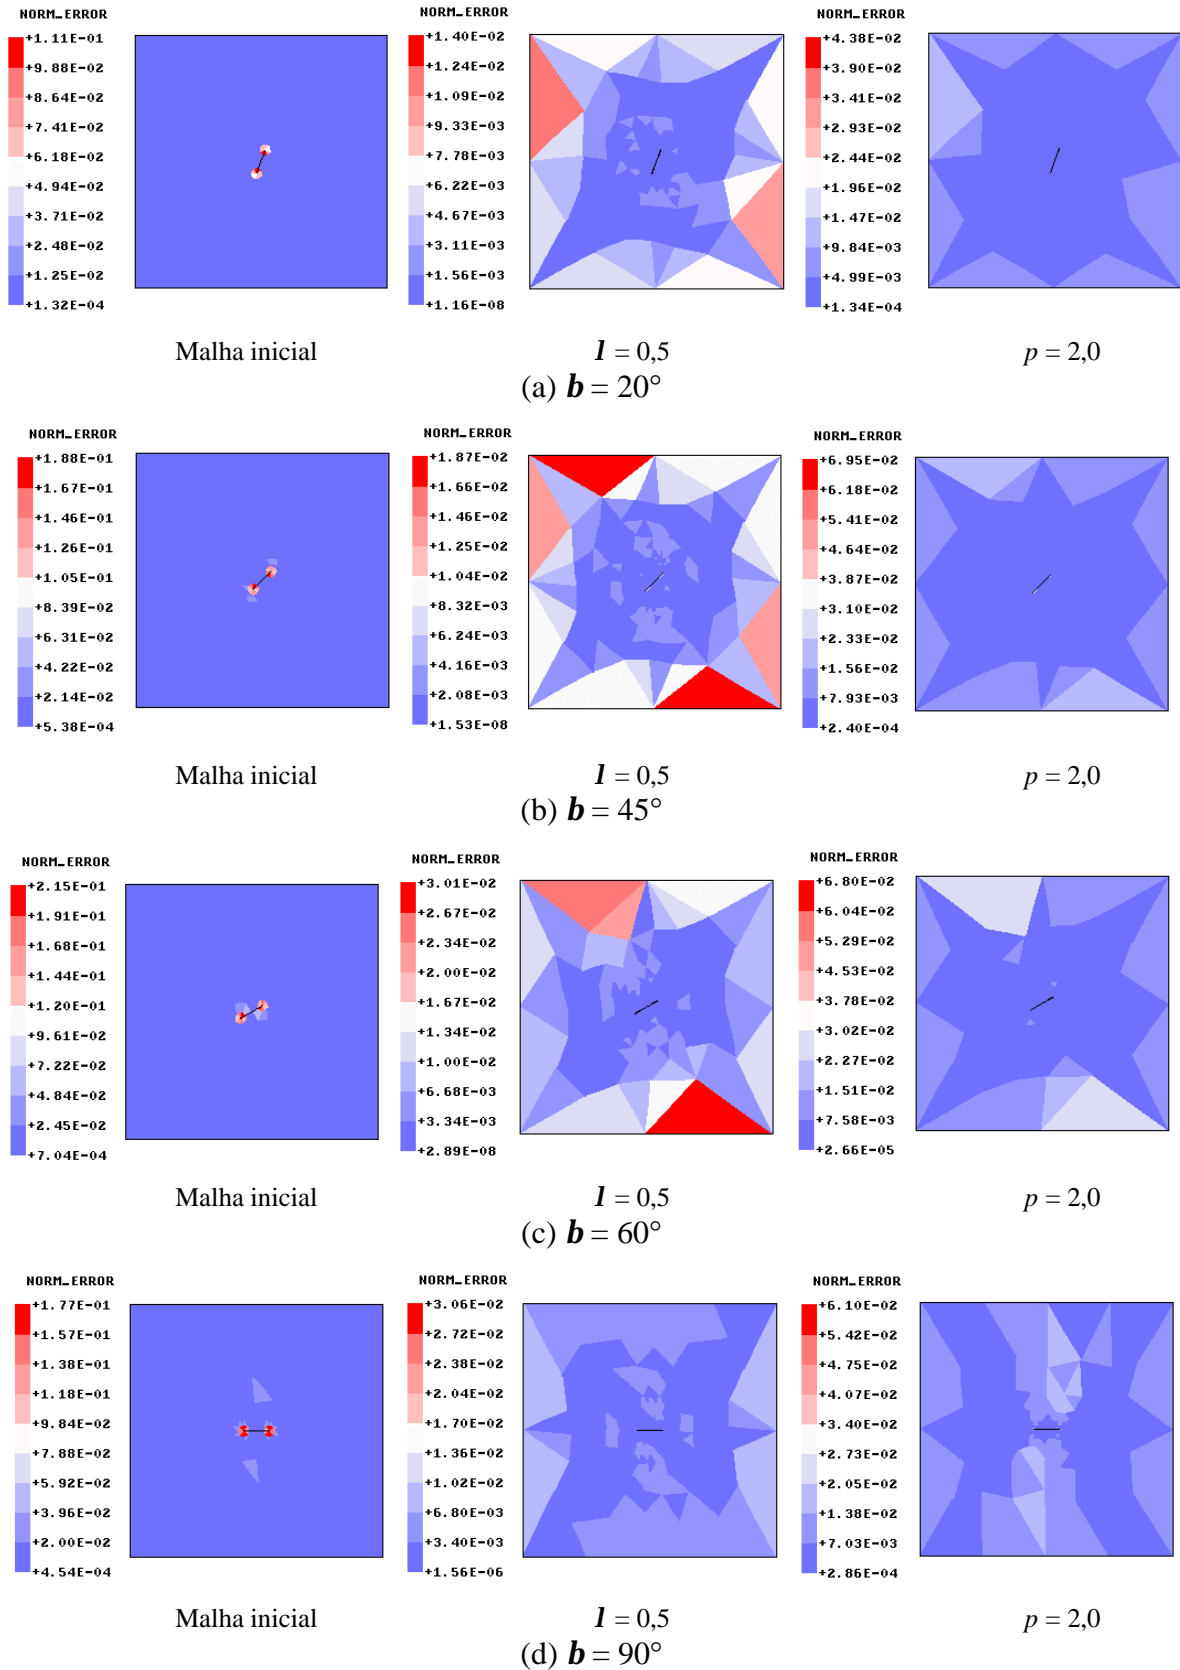 NORM_ERROR
+1.11E-01
+9.88E-02
+8.64E-02
+7.41E-02
+6.18E-02
+4.94E-02
+3.71E-02
+2.48E-02
+1.25E-02
+1.32E-04
NORM_ERROR
+1.40E-02
+1.24E-02
+1.09E-02
+9.33E-03
+7.78E-03
+6.22E-03
+4.67E-03
+3.11E-03
+1.56E-03
+1.16E-08
NORM_ERROR
+4.38E-02
+3.90E-02
+3.41E-02
+2.93E-02
+2.44E-02
+1.96E-02
+1.47E-02
+9.84E-03
+4.99E-03
+1.34E-04
Malha inicial
l = 0,5
p = 2,0
(a) b = 20°
NORM_ERROR
+1.88E-01
+1.67E-01
+1.46E-01
+1.26E-01
+1.05E-01
+8.39E-02
+6.31E-02
+4.22E-02
+2.14E-02
+5.38E-04
NORM_ERROR
+1.87E-02
+1.66E-02
+1.46E-02
+1.25E-02
+1.04E-02
+8.32E-03
+6.24E-03
+4.16E-03
+2.08E-03
+1.53E-08
NORM_ERROR
+6.95E-02
+6.18E-02
+5.41E-02
+4.64E-02
+3.87E-02
+3.10E-02
+2.33E-02
+1.56E-02
+7.93E-03
+2.40E-04
Malha inicial
l = 0,5
p = 2,0
(b) b = 45°
NORM_ERROR
+2.15E-01
+1.91E-01
+1.68E-01
+1.44E-01
+1.20E-01
+9.61E-02
+7.22E-02
+4.84E-02
+2.45E-02
+7.04E-04
NORM_ERROR
+3.01E-02
+2.67E-02
+2.34E-02
+2.00E-02
+1.67E-02
+1.34E-02
+1.00E-02
+6.68E-03
+3.34E-03
+2.89E-08
NORM_ERROR
+6.80E-02
+6.04E-02
+5.29E-02
+4.53E-02
+3.78E-02
+3.02E-02
+2.27E-02
+1.51E-02
+7.58E-03
+2.66E-05
Malha inicial
l = 0,5
p = 2,0
(c) b = 60°
NORM_ERROR
+1.77E-01
+1.57E-01
+1.38E-01
+1.18E-01
+9.84E-02
+7.88E-02
+5.92E-02
+3.96E-02
+2.00E-02
+4.54E-04
NORM_ERROR
+3.06E-02
+2.72E-02
+2.38E-02
+2.04E-02
+1.70E-02
+1.36E-02
+1.02E-02
+6.80E-03
+3.40E-03
+1.56E-06
NORM_ERROR
+6.10E-02
+5.42E-02
+4.75E-02
+4.07E-02
+3.40E-02
+2.73E-02
+2.05E-02
+1.38E-02
+7.03E-03
+2.86E-04
Malha inicial
l = 0,5
p = 2,0
(d) b = 90°